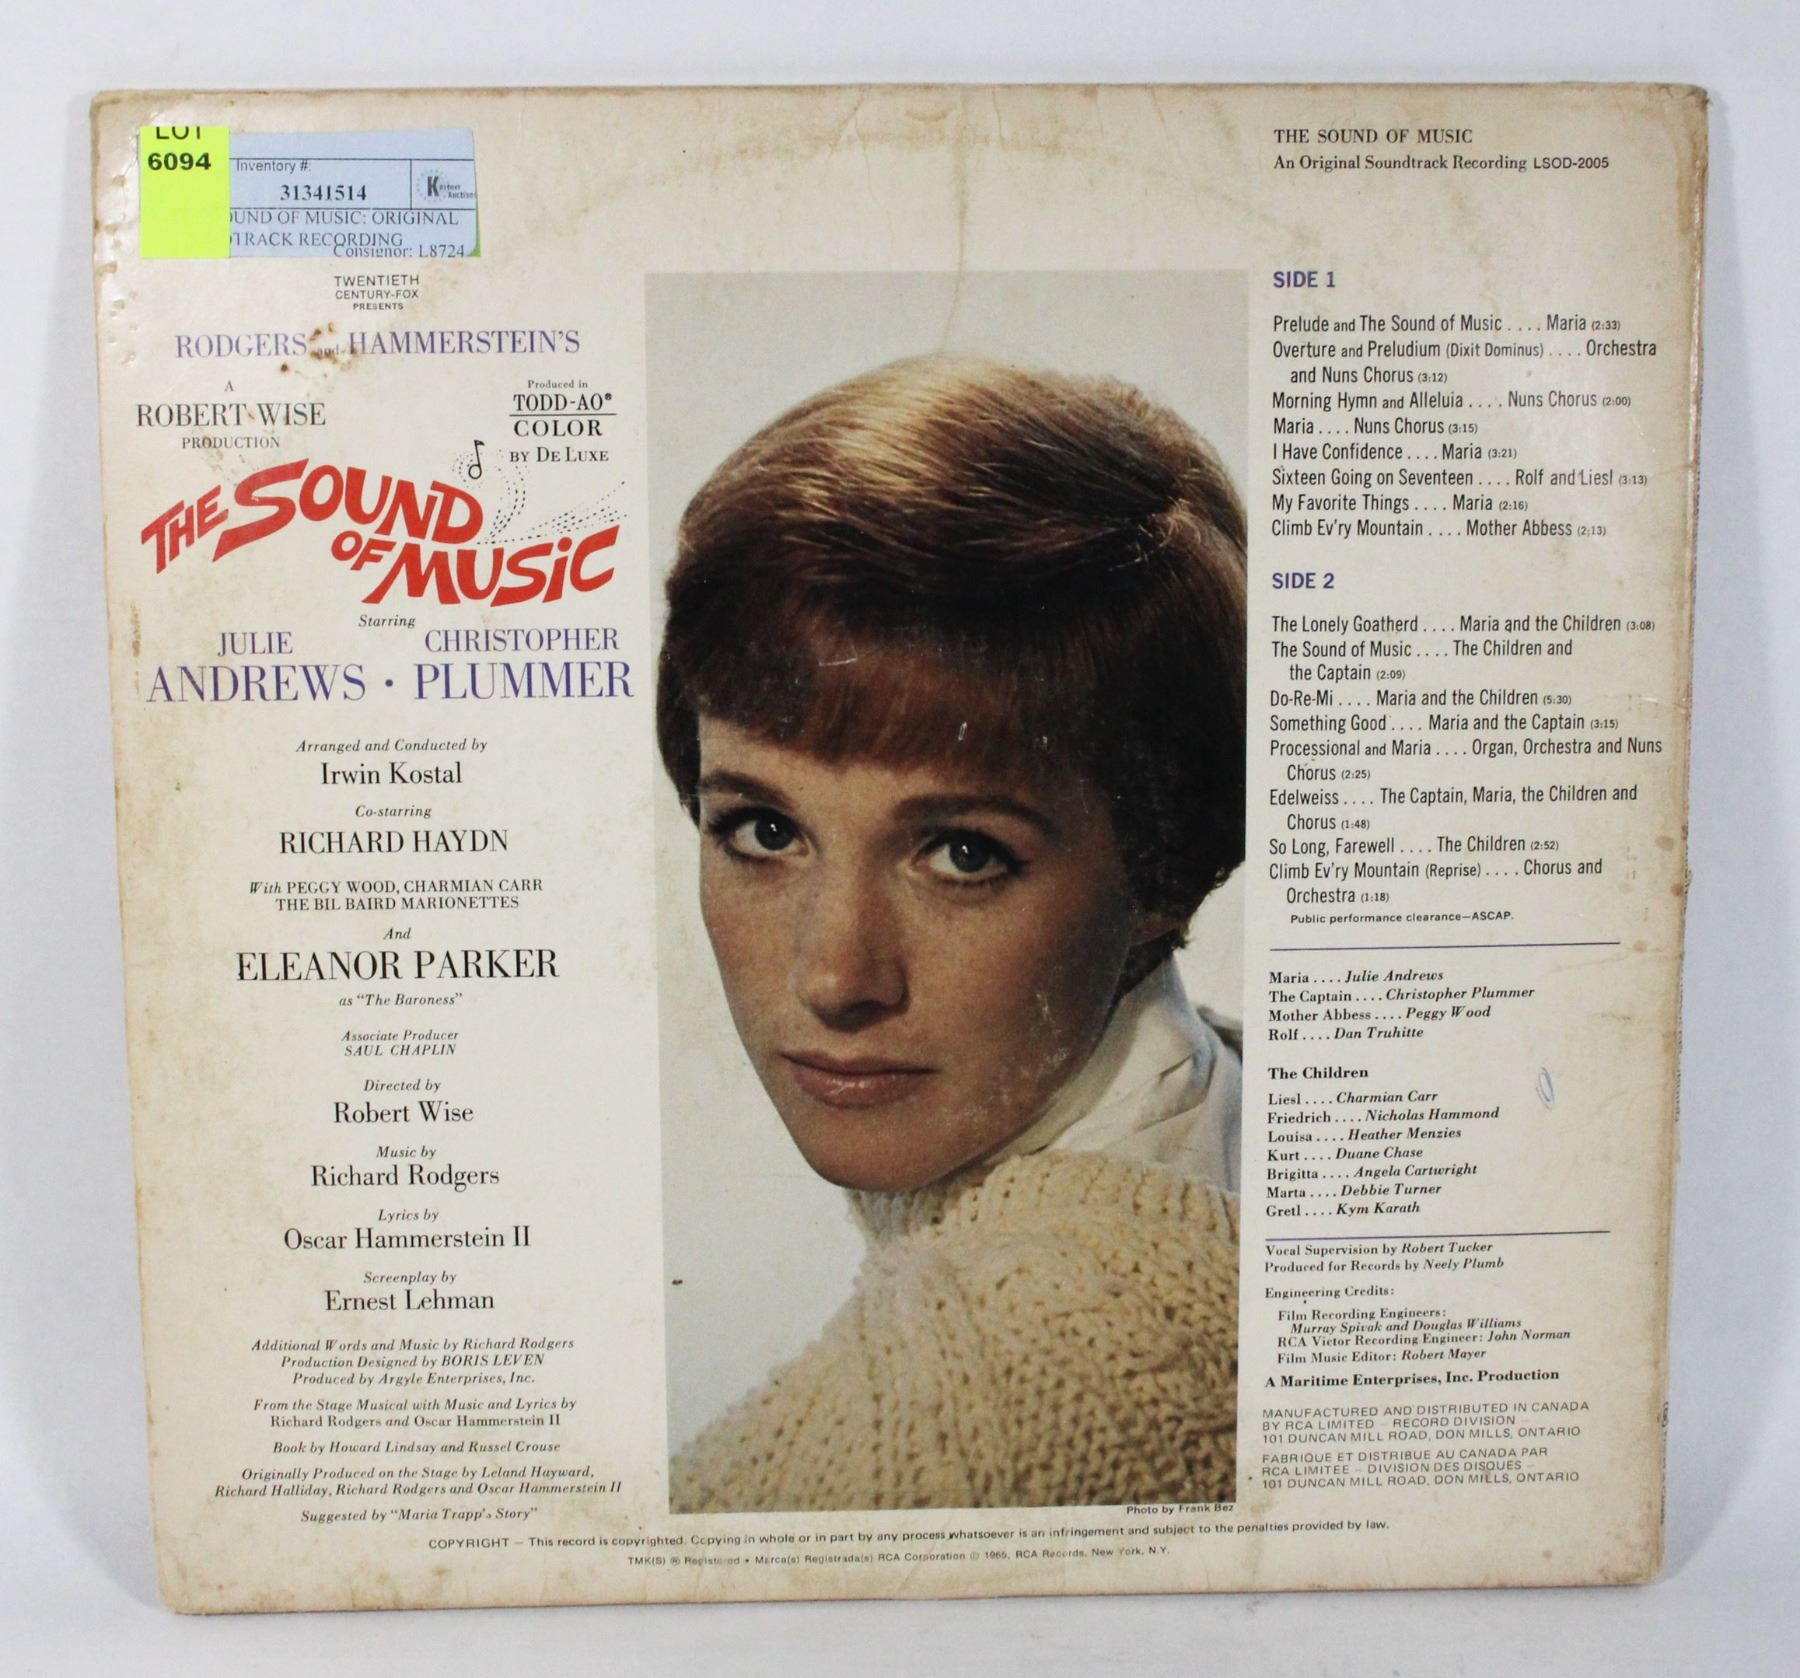 LOT
6094
Inventory #:
31341514
OUND OF MUSIC: ORIGINAL
TRACK RECORDING
Consignor: L8724
TWENTIETH
CENTURY-FOX
PRESENTS
RODGERS and HAMMERSTEIN'S
A
ROBERT WISE
PRODUCTION
Produced in
TODD-AO®
COLOR
BY DE LUXE
THE SOUND
OF MUSIC
Starring
JULIE
ANDREWS •
CHRISTOPHER
PLUMMER
Arranged and Conducted by
Irwin Kostal
Co-starring
RICHARD HAYDN
With PEGGY WOOD, CHARMIAN CARR
THE BIL BAIRD MARIONETTES
And
ELEANOR PARKER
as "The Baroness"
Associate Producer
SAUL CHAPLIN
Directed by
Robert Wise
Music by
Richard Rodgers
Lyrics by
Oscar Hammerstein II
Screenplay by
Ernest Lehman
Additional Words and Music by Richard Rodgers
Production Designed by BORIS LEVEN
Produced by Argyle Enterprises, Inc.
From the Stage Musical with Music and Lyrics by
Richard Rodgers and Oscar Hammerstein II
Book by Howard Lindsay and Russel Crouse
Originally Produced on the Stage by Leland Hayward,
Richard Halliday, Richard Rodgers and Oscar Hammerstein II
Suggested by "Maria Trapp's Story"
Photo by Frank Bez
THE SOUND OF MUSIC
An Original Soundtrack Recording LSOD-2005
SIDE 1
Prelude and The Sound of Music . . . . Maria (2:33)
Overture and Preludium (Dixit Dominus) . . . . Orchestra
and Nuns Chorus (3:12)
Morning Hymn and Alleluia . . . . Nuns Chorus (2:00)
Maria . . . . Nuns Chorus (3:15)
I Have Confidence . . . . Maria (3:21)
Sixteen Going on Seventeen . . . . Rolf and Liesl (3:13)
My Favorite Things . . . . Maria (2:16)
Climb Ev'ry Mountain . . . . Mother Abbess (2:13)
SIDE 2
The Lonely Goatherd . . . . Maria and the Children (3:08)
The Sound of Music . . . . The Children and
the Captain (2:09)
Do-Re-Mi . . . . Maria and the Children (5:30)
Something Good . . . . Maria and the Captain (3:15)
Processional and Maria . . . . Organ, Orchestra and Nuns
Chorus (2:25)
Edelweiss . . . . The Captain, Maria, the Children and
Chorus (1:48)
So Long, Farewell . . . . The Children (2:52)
Climb Ev'ry Mountain (Reprise) . . . . Chorus and
Orchestra (1:18)
Public performance clearance—ASCAP.
Maria . . . . Julie Andrews
The Captain . . . . Christopher Plummer
Mother Abbess . . . . Peggy Wood
Rolf . . . . Dan Truhitte
The Children
Liesl . . . . Charmian Carr
Friedrich . . . . Nicholas Hammond
Louisa . . . . Heather Menzies
Kurt . . . . Duane Chase
Brigitta . . . . Angela Cartwright
Marta . . . . Debbie Turner
Gretl . . . . Kym Karath
Vocal Supervision by Robert Tucker
Produced for Records by Neely Plumb
Engineering Credits:
Film Recording Engineers:
Murray Spivak and Douglas Williams
RCA Victor Recording Engineer: John Norman
Film Music Editor: Robert Mayer
A Maritime Enterprises, Inc. Production
MANUFACTURED AND DISTRIBUTED IN CANADA
BY RCA LIMITED – RECORD DIVISION –
101 DUNCAN MILL ROAD, DON MILLS, ONTARIO
FABRIQUE ET DISTRIBUE AU CANADA PAR
RCA LIMITEE – DIVISION DES DISQUES –
101 DUNCAN MILL ROAD, DON MILLS, ONTARIO
COPYRIGHT — This record is copyrighted. Copying in whole or in part by any process whatsoever is an infringement and subject to the penalties provided by law.
TMK(S) ® Registered • Marca(s) Registrada(s) RCA Corporation © 1965, RCA Records, New York, N.Y.